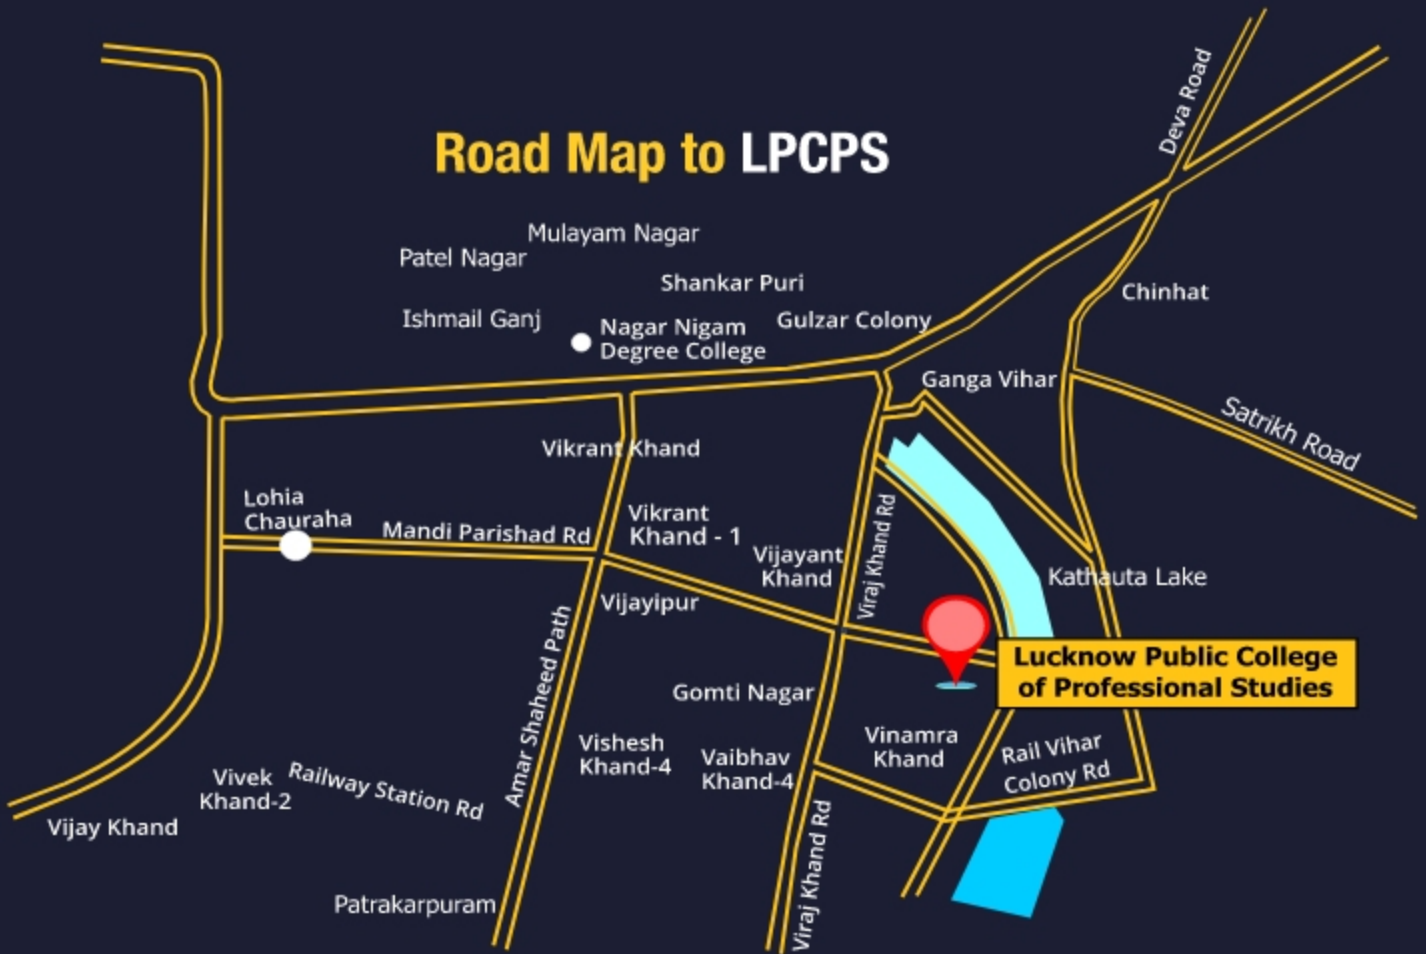 Deva Road
Road Map to LPCPS
Mulayam Nagar
Patel Nagar
Shankar Puri
Chinhat
Ishmail Ganj
Nagar Nigam
Degree College
Gulzar Colony
Ganga Vihar
Satrikh Road
Vikrant Khand
Lohia
Chauraha
Mandi Parishad Rd
Vikrant
Khand - 1
Vijayant
Khand
Viraj Khand Rd
Kathauta Lake
Vijayipur
Amar Shaheed Path
Lucknow Public College
of Professional Studies
Gomti Nagar
Vishesh
Khand-4
Vaibhav
Khand-4
Vinamra
Khand
Rail Vihar
Colony Rd
Vivek
Khand-2
Railway Station Rd
Vijay Khand
Viraj Khand Rd
Patrakarpuram